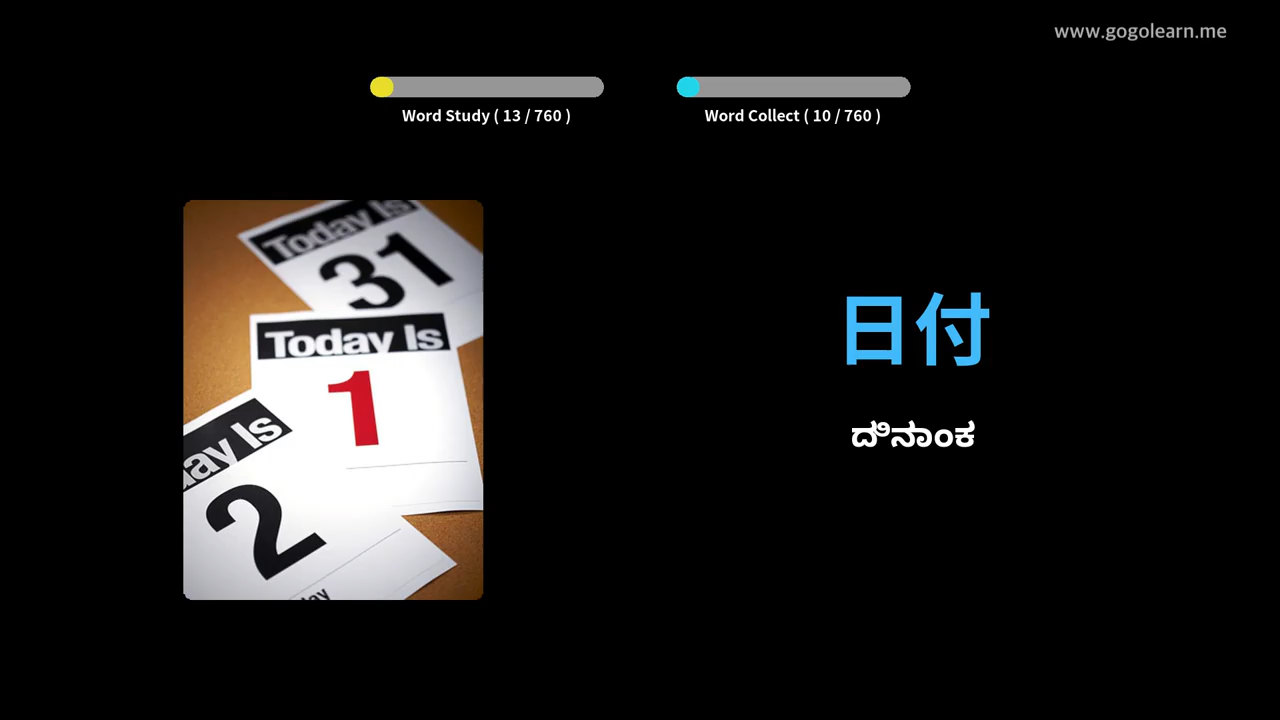 www.gogolearn.me
Word Study ( 13 / 760 )
Word Collect ( 10 / 760 )
Today Is
31
Today Is
1
ay Is
2
日付
ದಿನಾಂಕ